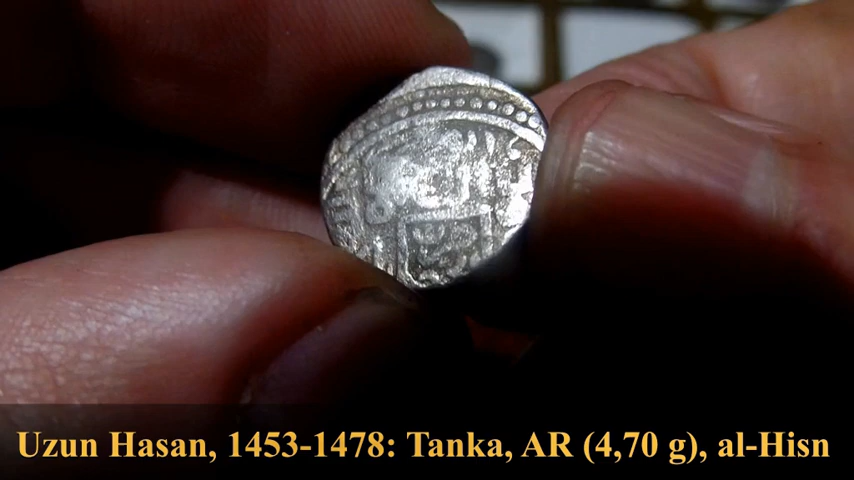 Uzun Hasan, 1453-1478: Tanka, AR (4,70 g), al-Hisn